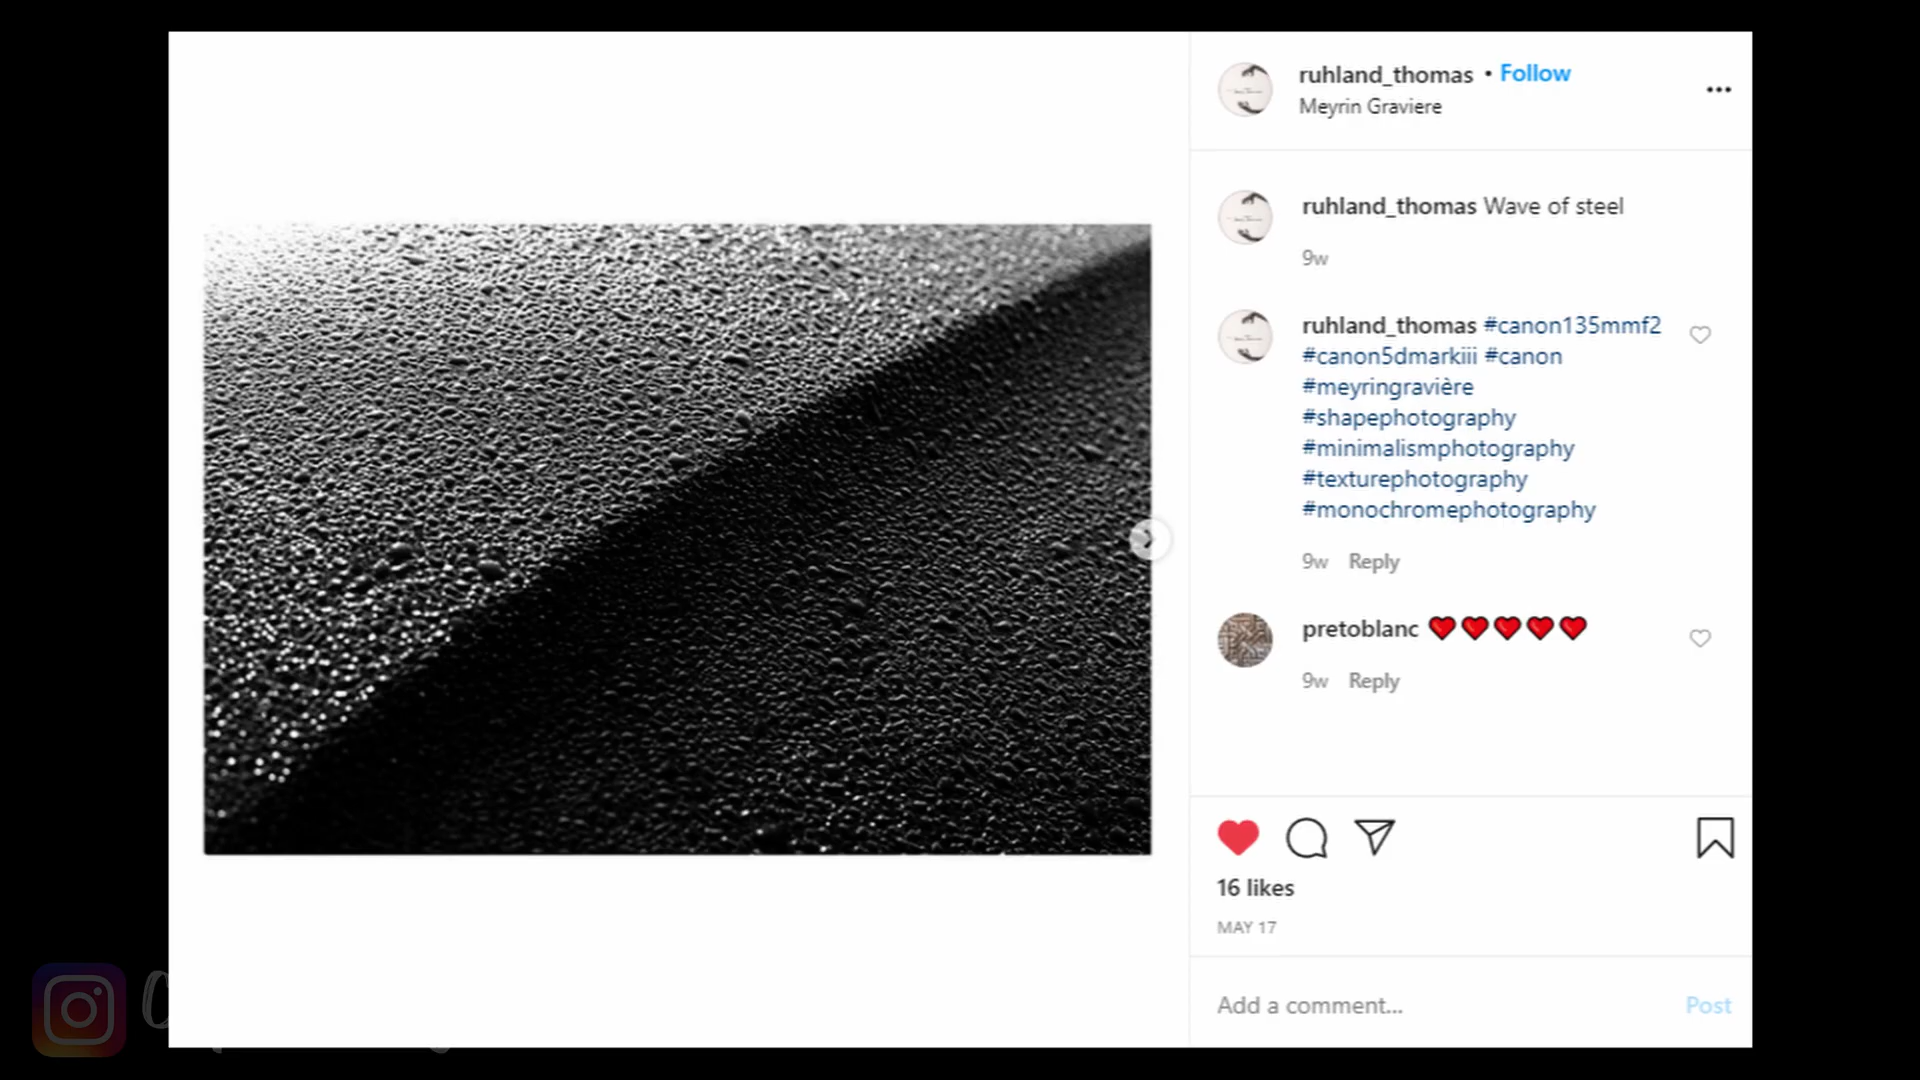 ruhland_thomas • Follow
Meyrin Graviere
ruhland_thomas Wave of steel
9w
ruhland_thomas #canon135mmf2
#canon5dmarkiii #canon
#meyringravière
#shapephotography
#minimalismphotography
#texturephotography
#monochromephotography
9w Reply
pretoblanc ❤️❤️❤️❤️❤️
9w Reply
16 likes
MAY 17
Add a comment... Post